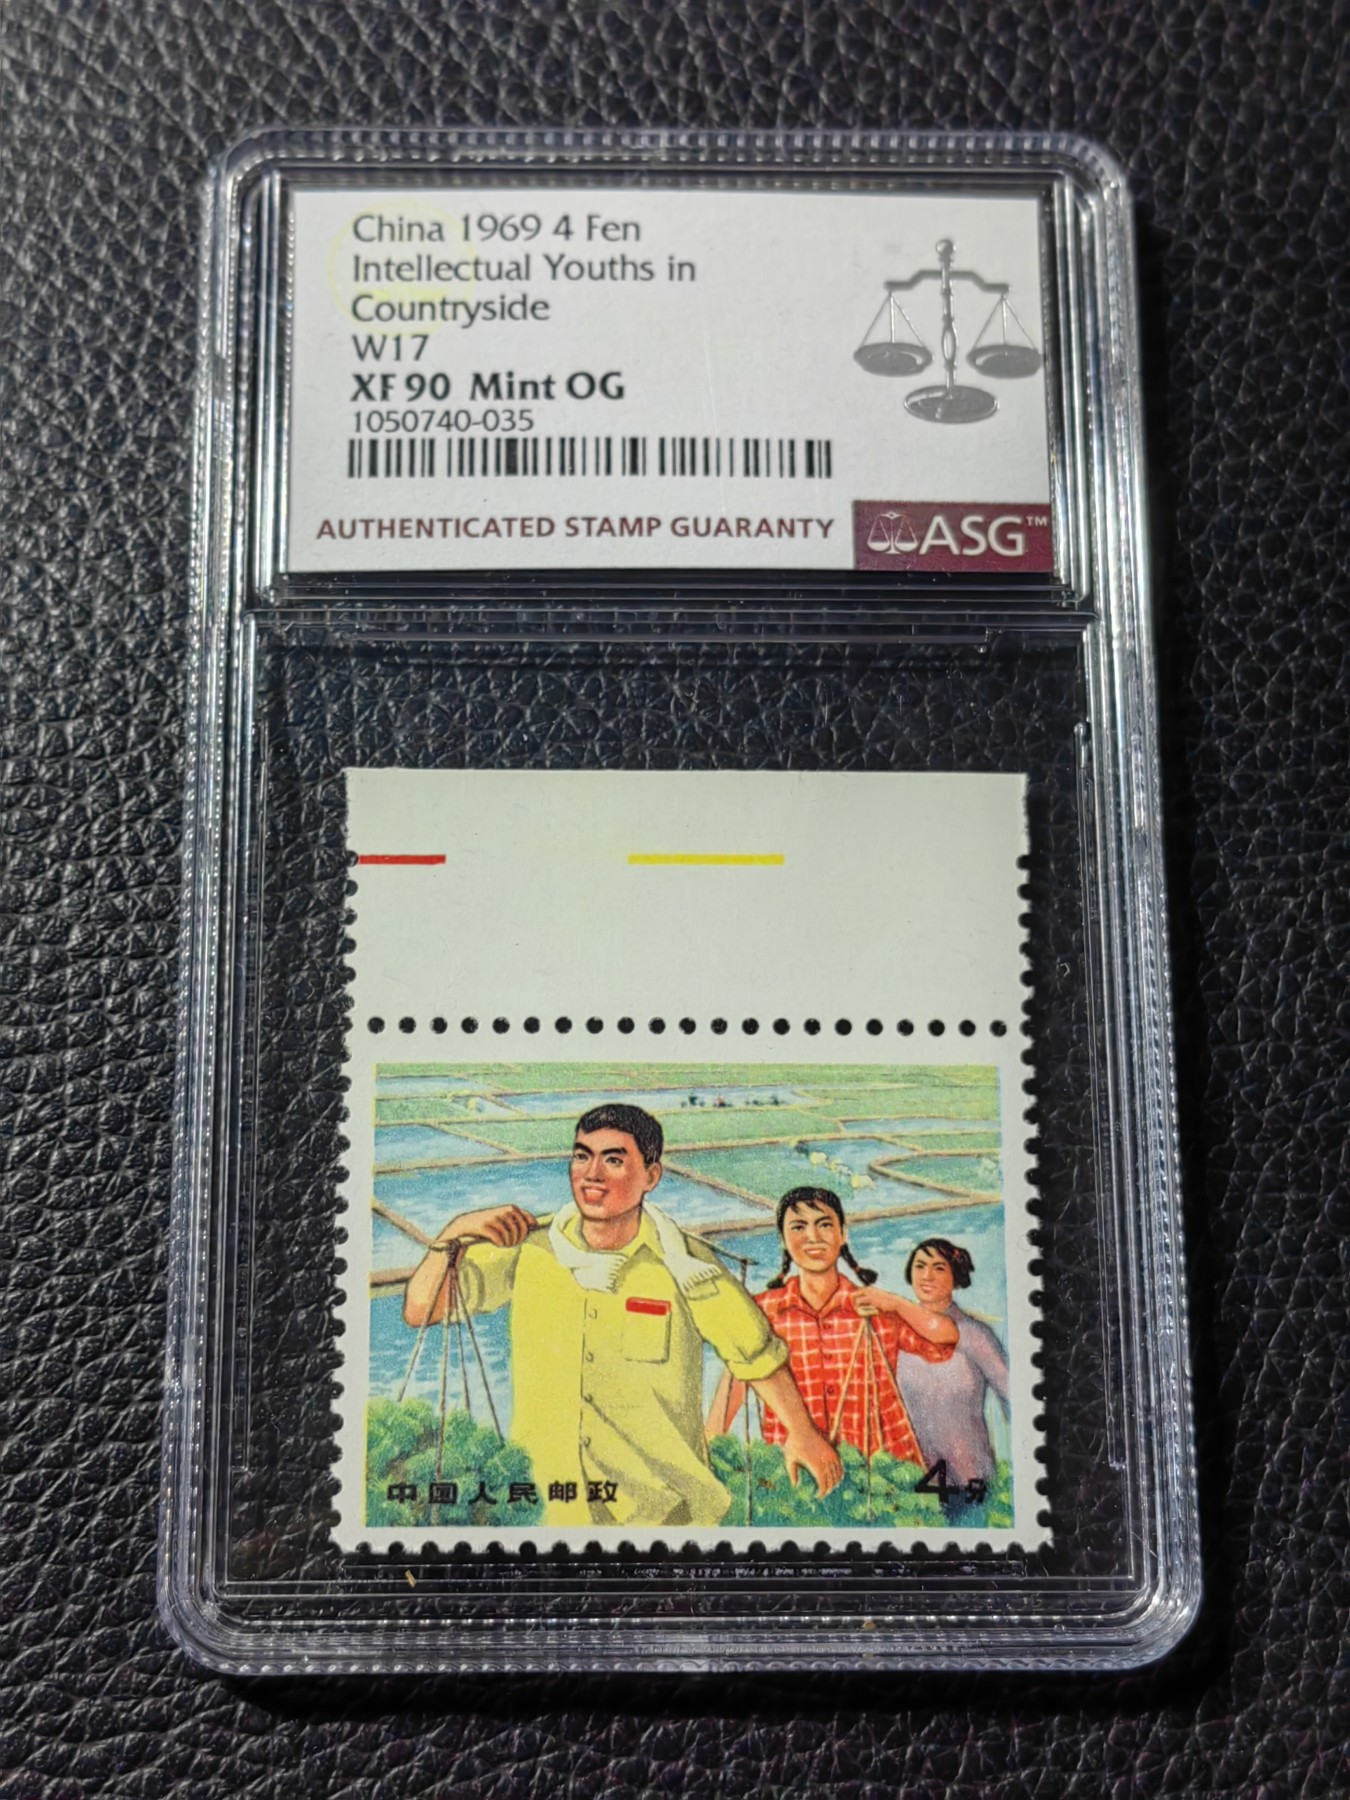 China 1969 4 Fen
Intellectual Youths in
Countryside
W17
XF 90 Mint OG
1050740-035
AUTHENTICATED STAMP GUARANTY
ASG™
中国人民邮政
4分